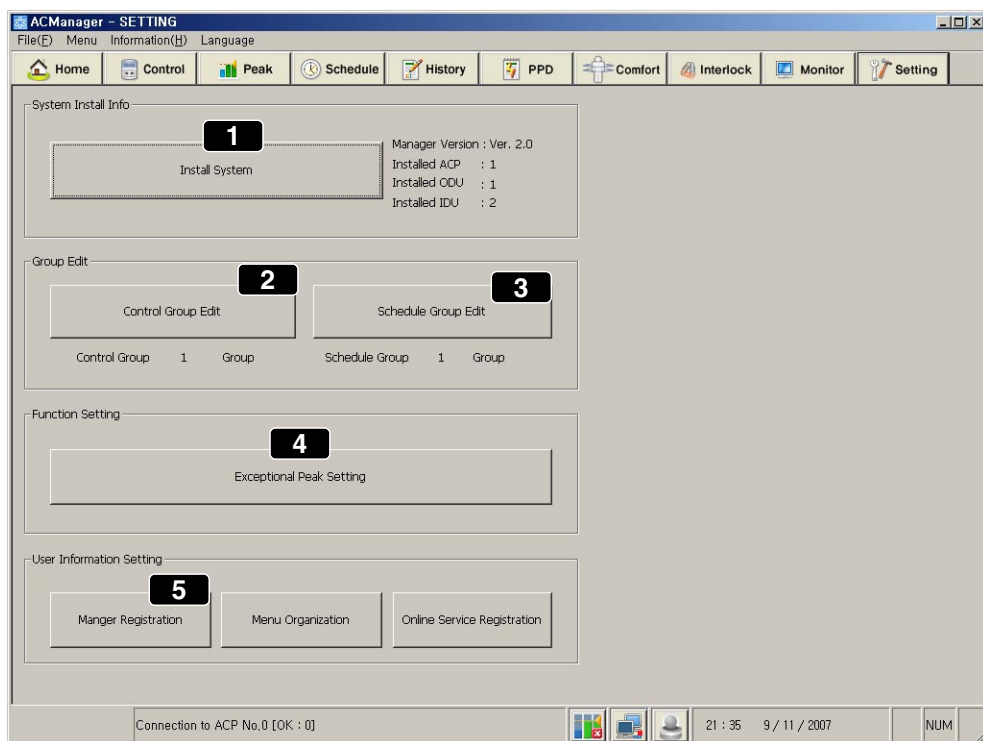 ACManager - SETTING
File(F) Menu Information(H) Language
Home Control Peak Schedule History PPD Comfort Interlock Monitor Setting
System Install Info
1
Install System
Manager Version : Ver. 2.0
Installed ACP : 1
Installed ODU : 1
Installed IDU : 2
Group Edit
2
3
Control Group Edit
Schedule Group Edit
Control Group 1 Group
Schedule Group 1 Group
Function Setting
4
Exceptional Peak Setting
User Information Setting
5
Manger Registration
Menu Organization
Online Service Registration
Connection to ACP No.0 [OK : 0]
21 : 35 9 / 11 / 2007
NUM